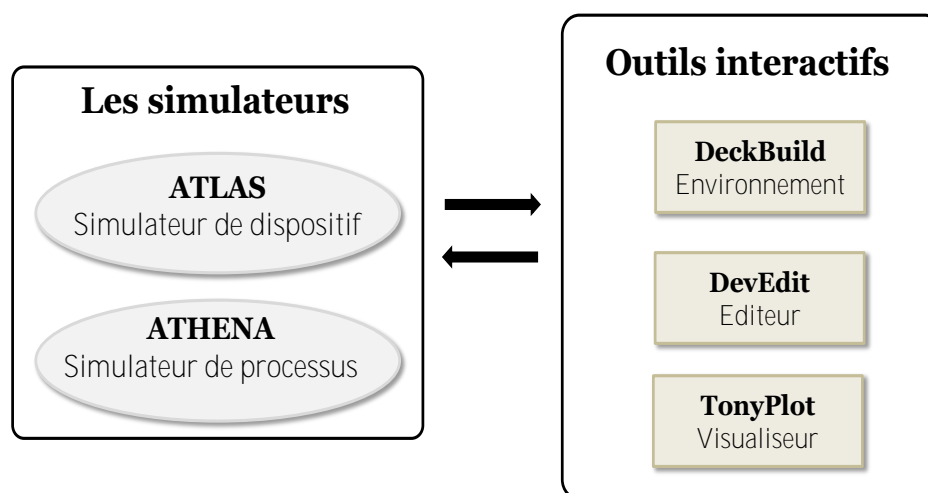 Les simulateurs
ATLAS
Simulateur de dispositif
ATHENA
Simulateur de processus
Outils interactifs
DeckBuild
Environnement
DevEdit
Editeur
TonyPlot
Visualiseur